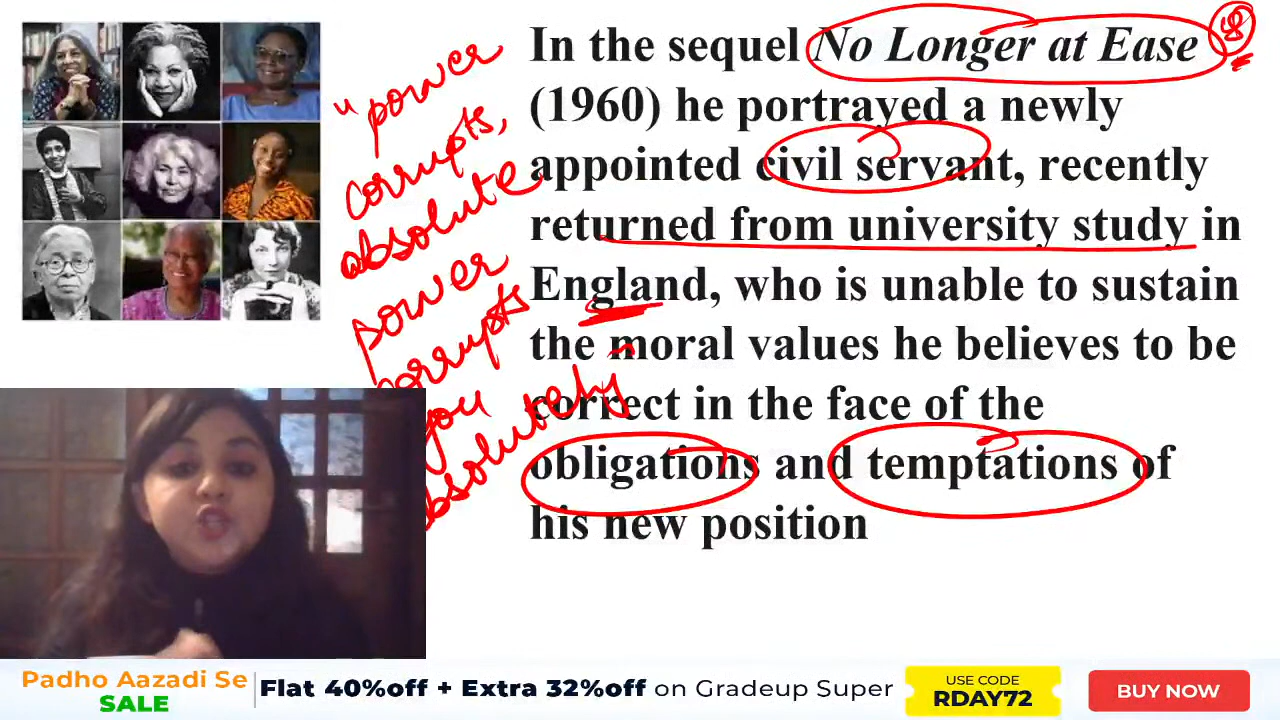 In the sequel No Longer at Ease
(1960) he portrayed a newly
appointed civil servant, recently
returned from university study in
England, who is unable to sustain
the moral values he believes to be
correct in the face of the
obligations and temptations of
his new position
"power
corrupts,
absolute
power
corrupts
you
absolutely"
Padho Aazadi Se
SALE
Flat 40%off + Extra 32%off on Gradeup Super
USE CODE
RDAY72
BUY NOW